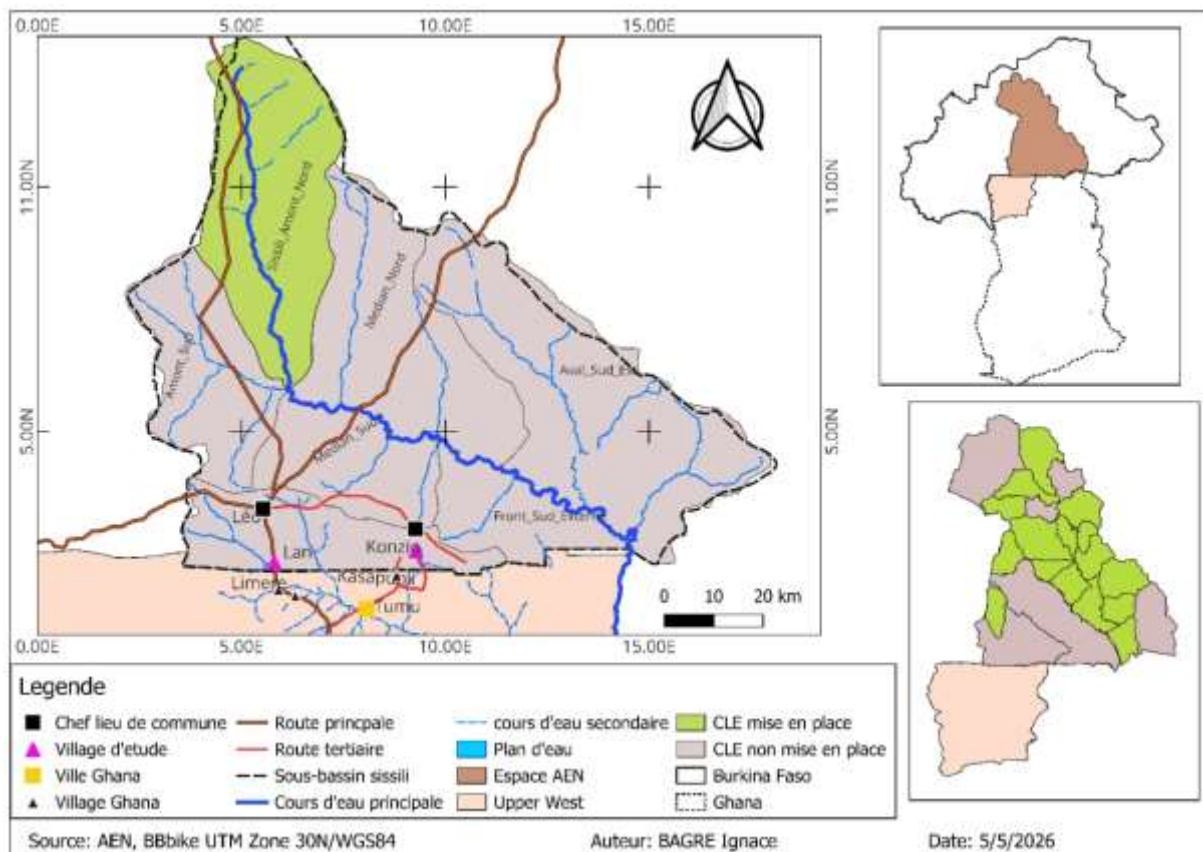 0.00E 5.00E 10.00E 15.00E
11.00N 11.00N
5.00N 5.00N
Sissili_Amont_Nord
Median_Nord
Amont_Sud
Aval_Sud_E
Median_Sud
Front_Sud_Extern
Léo
Lan
Konzio
Limere
Kasapuori
Tumu
0 10 20 km
0.00E 5.00E 10.00E 15.00E
Legende
Chef lieu de commune
Village d'etude
Ville Ghana
Village Ghana
Route princpale
Route tertiaire
Sous-bassin sissili
Cours d'eau principale
cours d'eau secondaire
Plan d'eau
Espace AEN
Upper West
CLE mise en place
CLE non mise en place
Burkina Faso
Ghana
Source: AEN, BBbike UTM Zone 30N/WGS84 Auteur: BAGRE Ignace Date: 5/5/2026